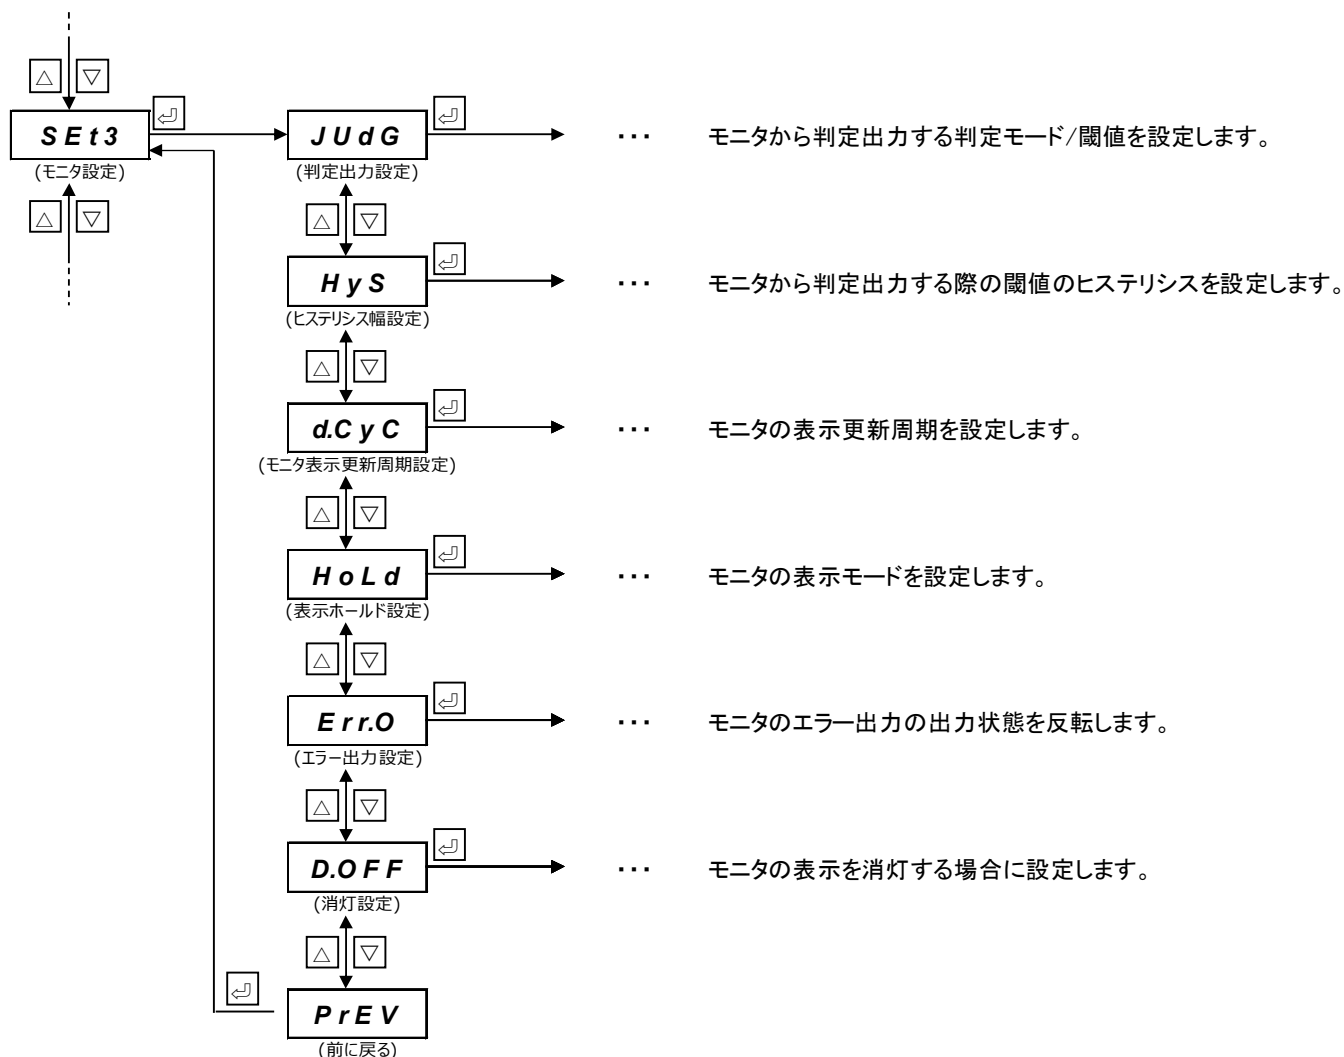 △ ▽
SEt3
⏎
(モニタ設定)
△ ▽
JUdG
⏎
(判定出力設定)
・・・ モニタから判定出力する判定モード/閾値を設定します。
△ ▽
HyS
⏎
(ヒステリシス幅設定)
・・・ モニタから判定出力する際の閾値のヒステリシスを設定します。
△ ▽
d.CyC
⏎
(モニタ表示更新周期設定)
・・・ モニタの表示更新周期を設定します。
△ ▽
HoLd
⏎
(表示ホールド設定)
・・・ モニタの表示モードを設定します。
△ ▽
Err.O
⏎
(エラー出力設定)
・・・ モニタのエラー出力の出力状態を反転します。
△ ▽
D.OFF
⏎
(消灯設定)
・・・ モニタの表示を消灯する場合に設定します。
△ ▽
⏎
PrEV
(前に戻る)